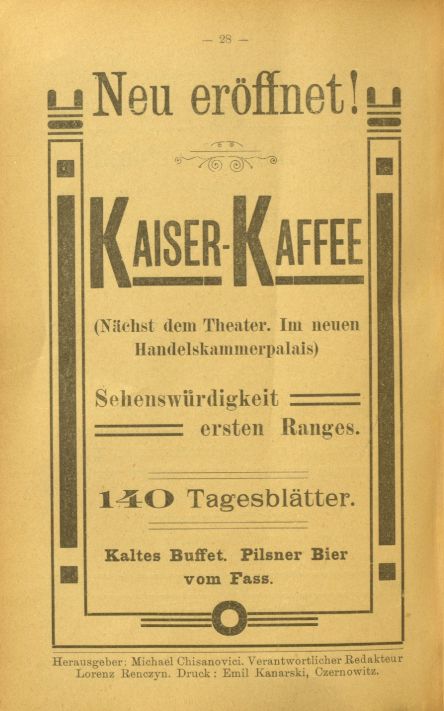 — 28 —
Neu eröffnet!
KAISER-KAFFEE
(Nächst dem Theater. Im neuen
Handelskammerpalais)
Sehenswürdigkeit
ersten Ranges.
140 Tagesblätter.
Kaltes Buffet. Pilsner Bier
vom Fass.
Herausgeber: Michael Chisanovici. Verantwortlicher Redakteur
Lorenz Renczyn. Druck: Emil Kanarski, Czernowitz.